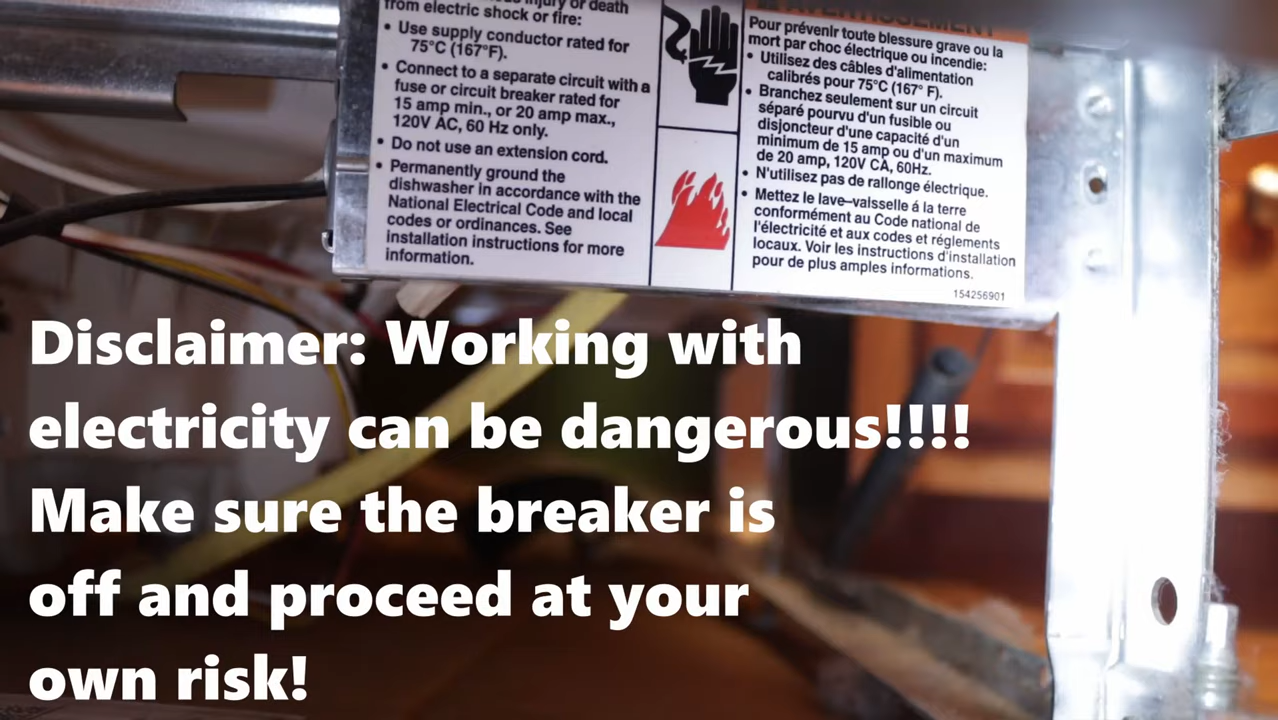 injury or death
from electric shock or fire:
• Use supply conductor rated for
75°C (167°F).
• Connect to a separate circuit with a
fuse or circuit breaker rated for
15 amp min., or 20 amp max.,
120V AC, 60 Hz only.
• Do not use an extension cord.
• Permanently ground the
dishwasher in accordance with the
National Electrical Code and local
codes or ordinances. See
installation instructions for more
information.
AVERTISSEMENT
Pour prévenir toute blessure grave ou la
mort par choc électrique ou incendie:
• Utilisez des câbles d'alimentation
calibrés pour 75°C (167° F).
• Branchez seulement sur un circuit
séparé pourvu d'un fusible ou
disjoncteur d'une capacité d'un
minimum de 15 amp ou d'un maximum
de 20 amp, 120V CA, 60Hz.
• N'utilisez pas de rallonge électrique.
• Mettez le lave–valsselle á la terre
conformément au Code national de
l'électricité et aux codes et réglements
locaux. Voir les instructions d'installation
pour de plus amples informations.
154256901
Disclaimer: Working with
electricity can be dangerous!!!!
Make sure the breaker is
off and proceed at your
own risk!